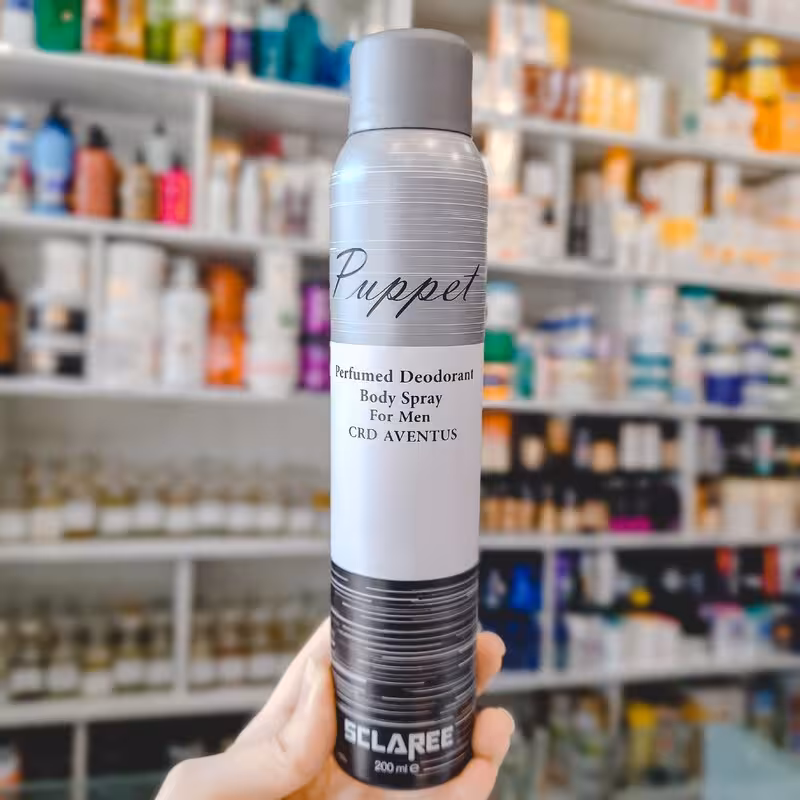 Puppet
Perfumed Deodorant
Body Spray
For Men
CRD AVENTUS
SCLAREE
200 ml ℮